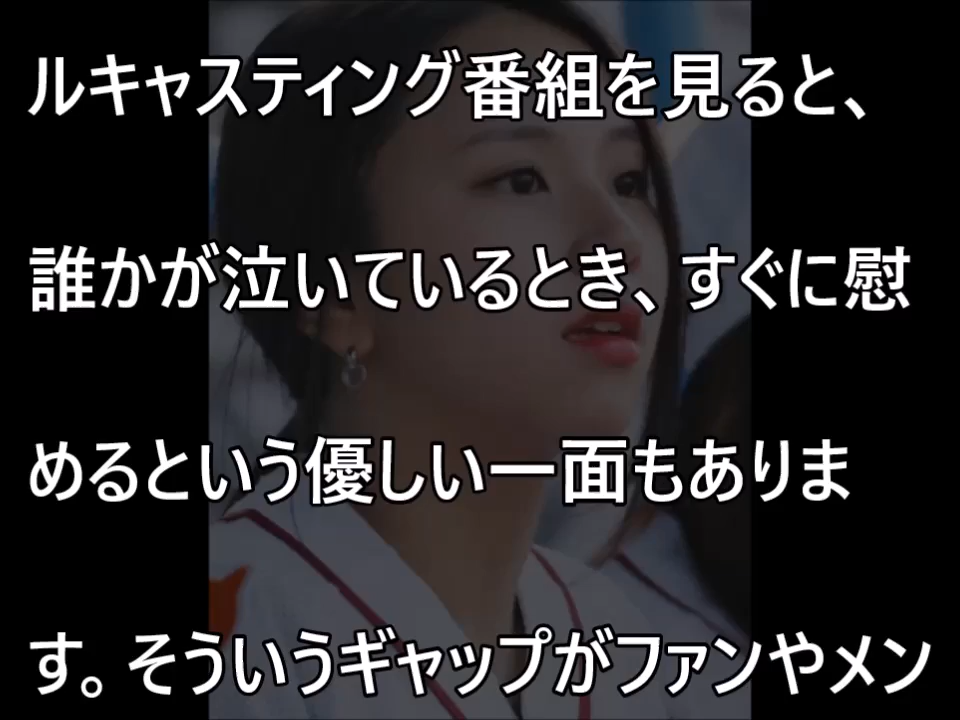 ルキャスティング番組を見ると、
誰かが泣いているとき、すぐに慰
めるという優しい一面もありま
す。そういうギャップがファンやメン